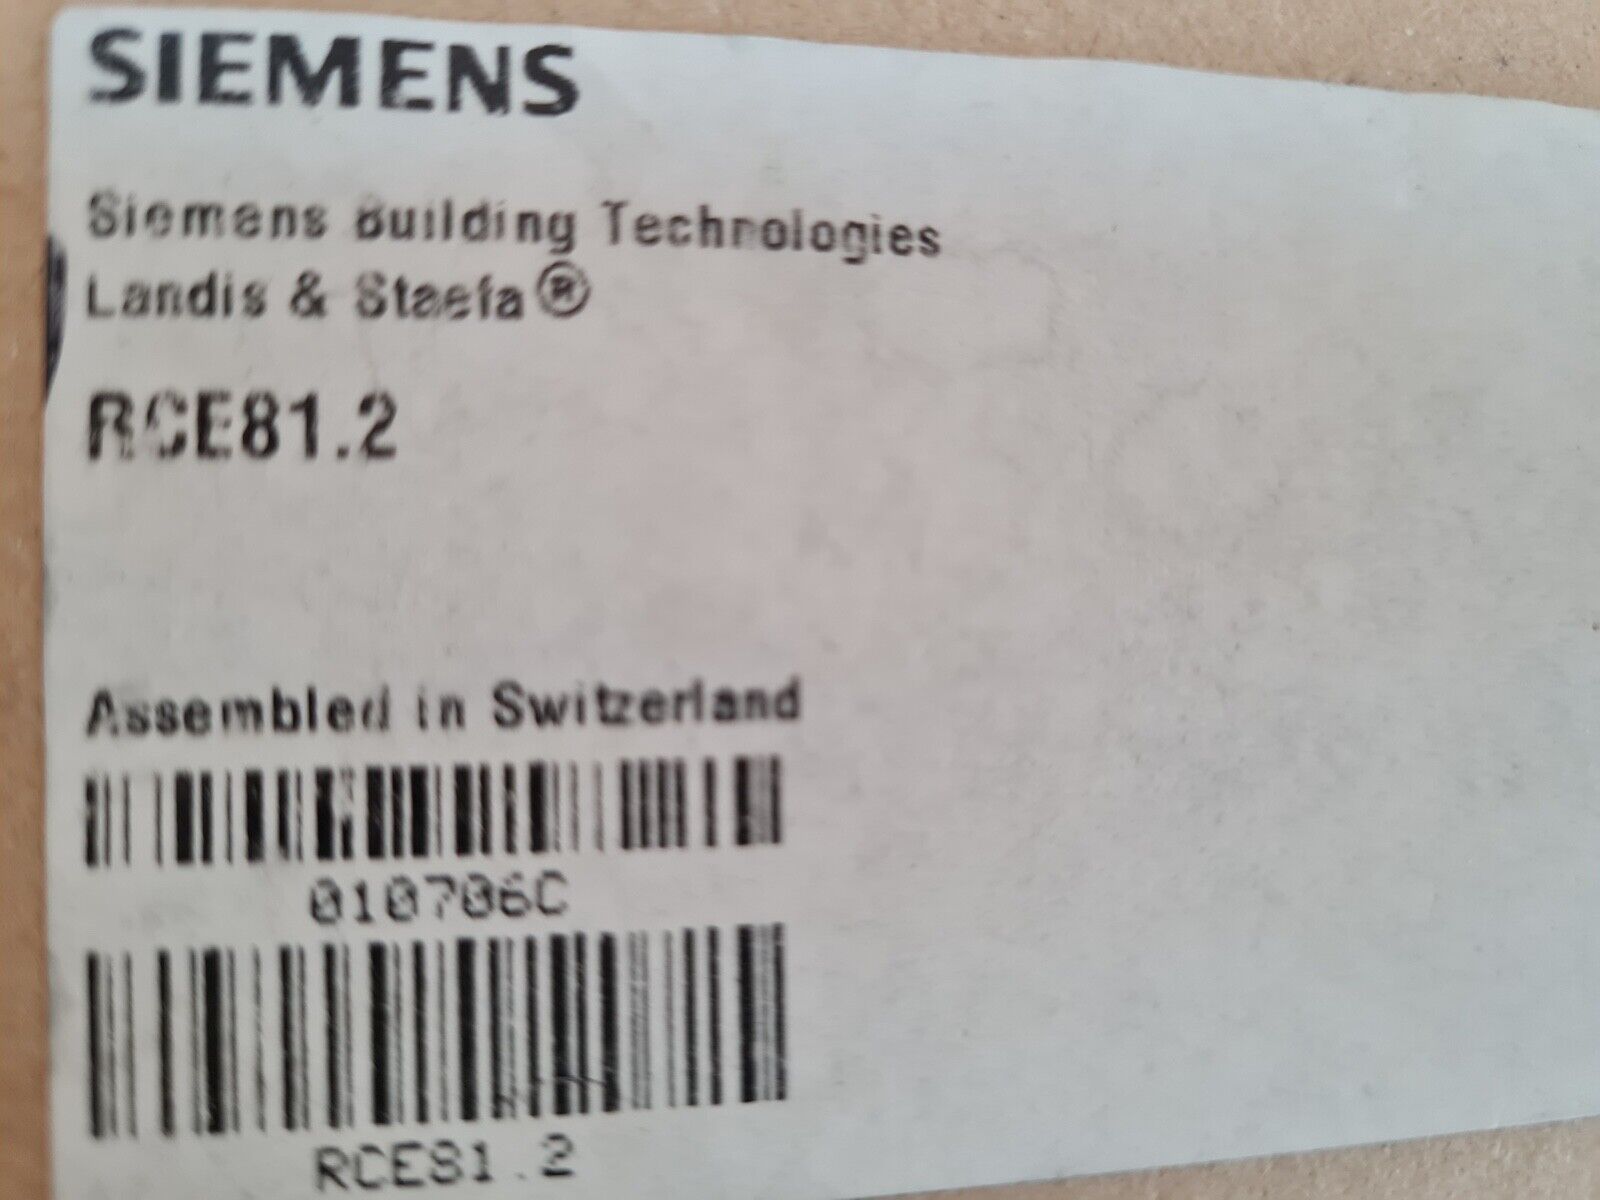 SIEMENS
Siemens Building Technologies
Landis & Staefa®
RCE81.2
Assembled in Switzerland
010706C
RCE81.2